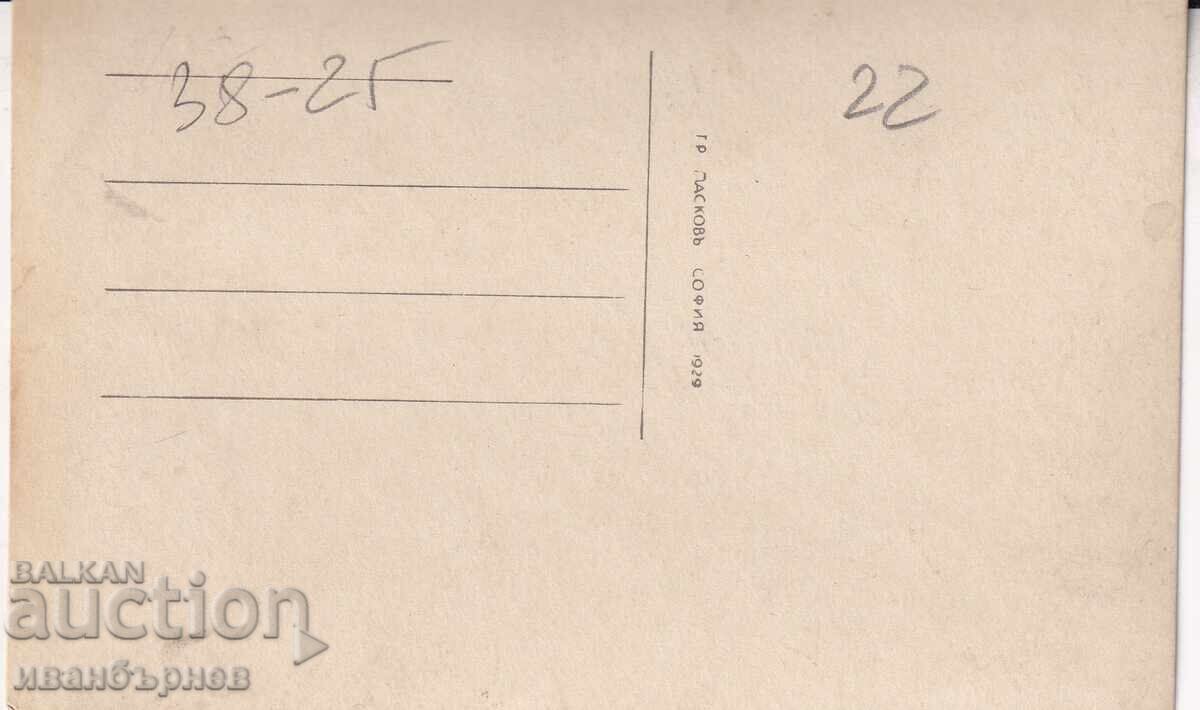 38-25
22
ГР ПАСКОВЪ СОФИЯ 1929
BALKAN
auction
иванбърнев